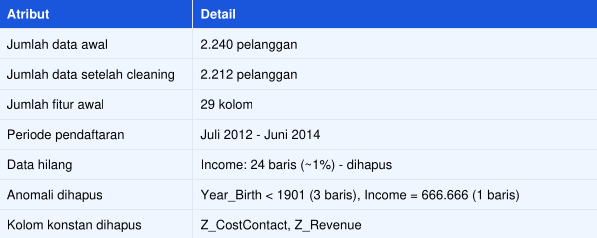 Atribut Detail
Jumlah data awal 2.240 pelanggan
Jumlah data setelah cleaning 2.212 pelanggan
Jumlah fitur awal 29 kolom
Periode pendaftaran Juli 2012 - Juni 2014
Data hilang Income: 24 baris (~1%) - dihapus
Anomali dihapus Year_Birth < 1901 (3 baris), Income = 666.666 (1 baris)
Kolom konstan dihapus Z_CostContact, Z_Revenue